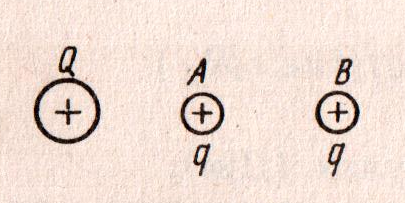 Q A B
+ + +
q q